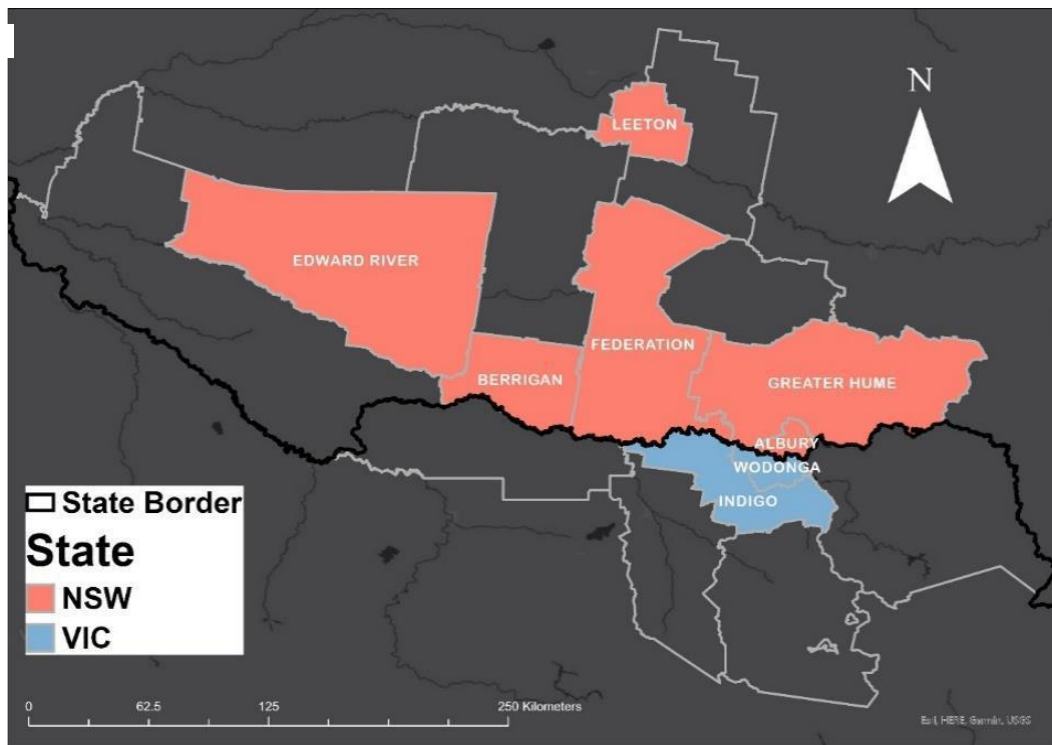 N
LEETON
EDWARD RIVER
FEDERATION
BERRIGAN
GREATER HUME
ALBURY
WODONGA
INDIGO
State Border
State
NSW
VIC
0 62.5 125 250 Kilometers
Esri, HERE, Garmin, USGS